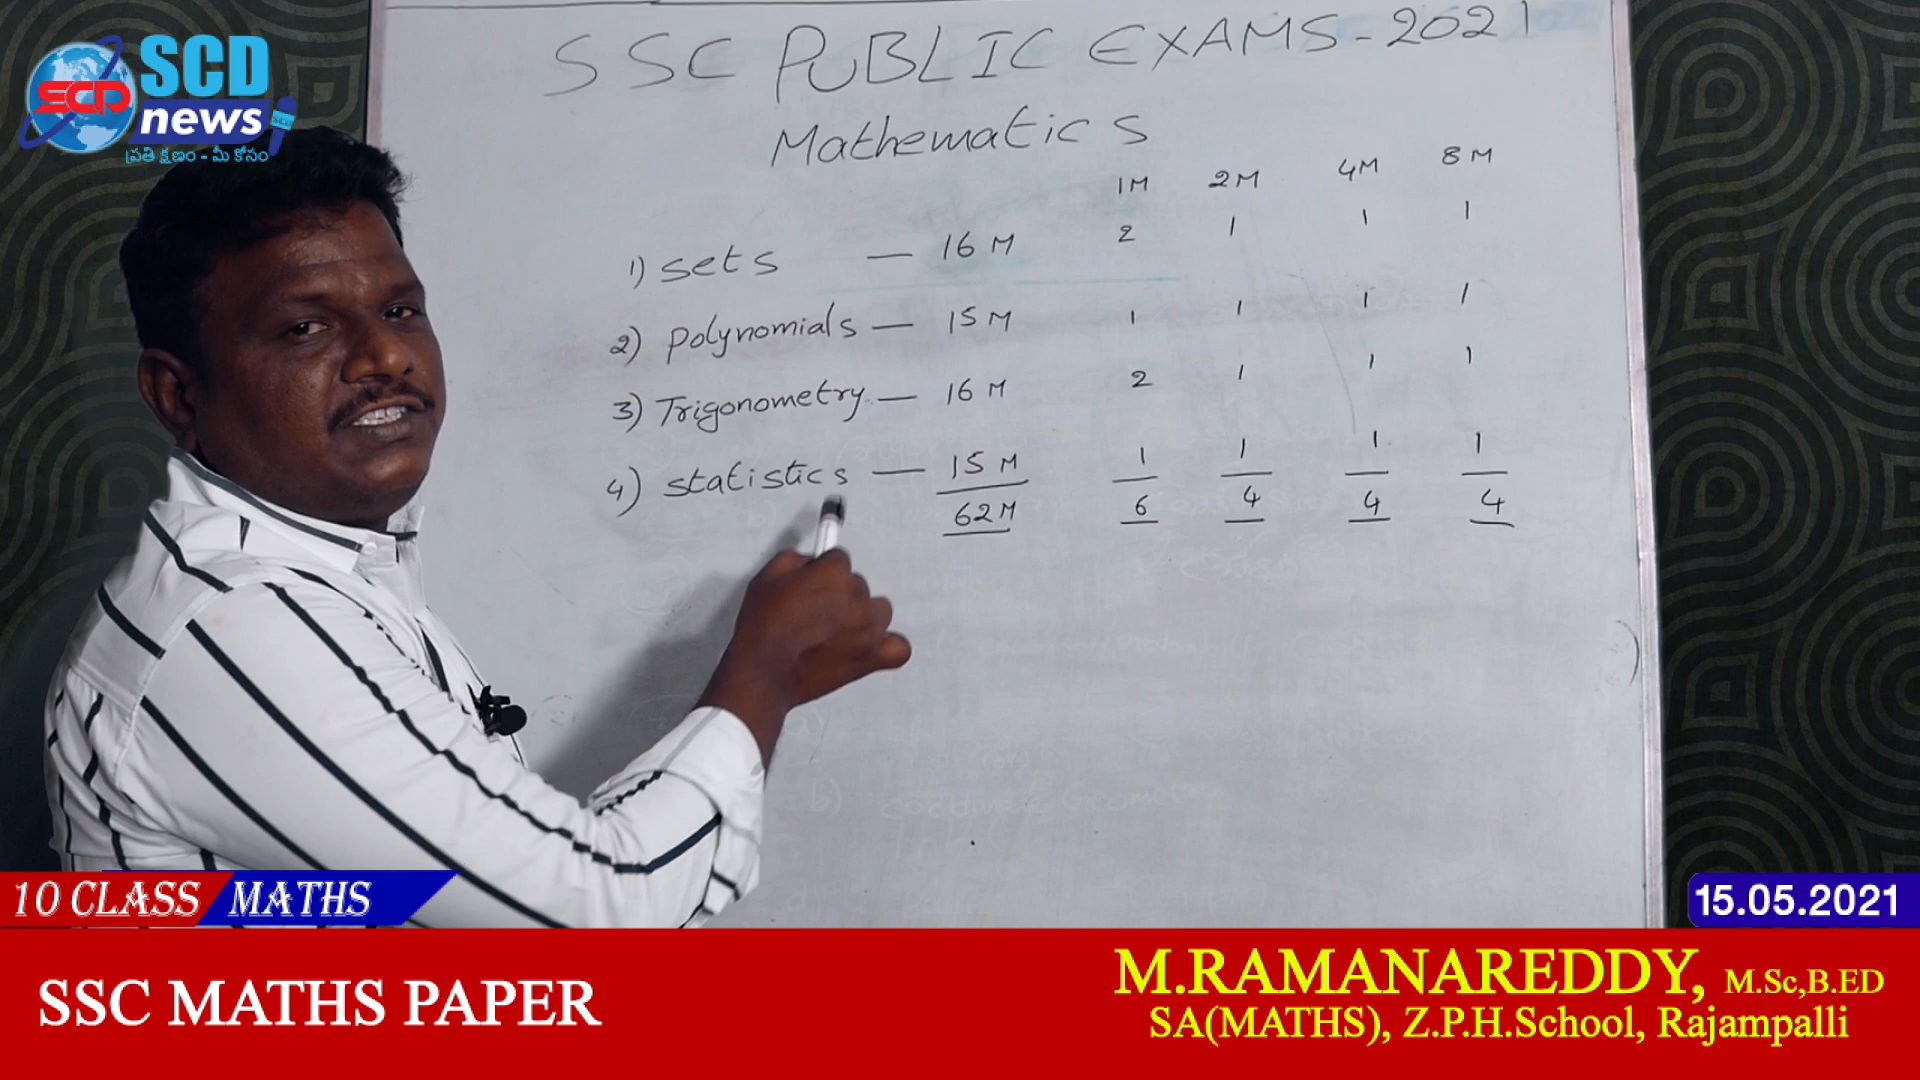 SCD
SCD
news
ప్రతి క్షణం - మీ కోసం
SSC PUBLIC EXAMS - 2021
Mathematics
1M 2M 4M 8M
1) sets — 16 M 2 1 1 1
2) Polynomials — 15 M 1 1 1 1
3) Trigonometry — 16 M 2 1 1 1
4) statistics — 15 M 1 1 1 1
62M 6 4 4 4
10 CLASS MATHS
15.05.2021
SSC MATHS PAPER
M.RAMANAREDDY, M.Sc,B.ED
SA(MATHS), Z.P.H.School, Rajampalli